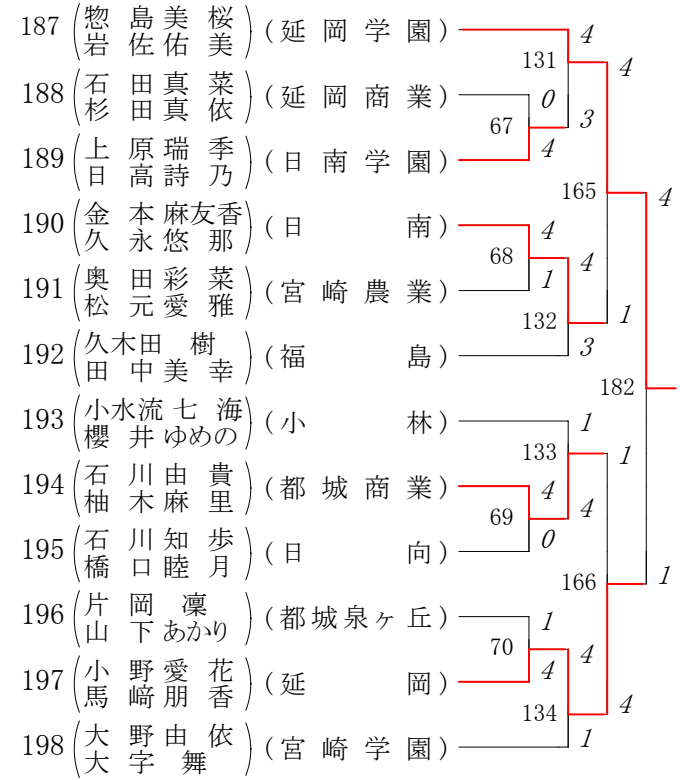 187 惣島美桜 岩佐佑美 (延岡学園) 4
131 4
188 石田真菜 杉田真依 (延岡商業) 0
67 3
189 上原瑞季 日高詩乃 (日南学園) 4
165 4
190 金本麻友香 久永悠那 (日南) 4
68 4
191 奥田彩菜 松元愛雅 (宮崎農業) 1
132 1
192 久木田樹 田中美幸 (福島) 3
182
193 小水流七海 櫻井ゆめの (小林) 1
133 1
194 石川由貴 柚木麻里 (都城商業) 4
69 4
195 石川知歩 橋口睦月 (日向) 0
166 1
196 片岡凜 山下あかり (都城泉ヶ丘) 1
70 4
197 小野愛花 馬﨑朋香 (延岡) 4
134 4
198 大野由依 大字舞 (宮崎学園) 1